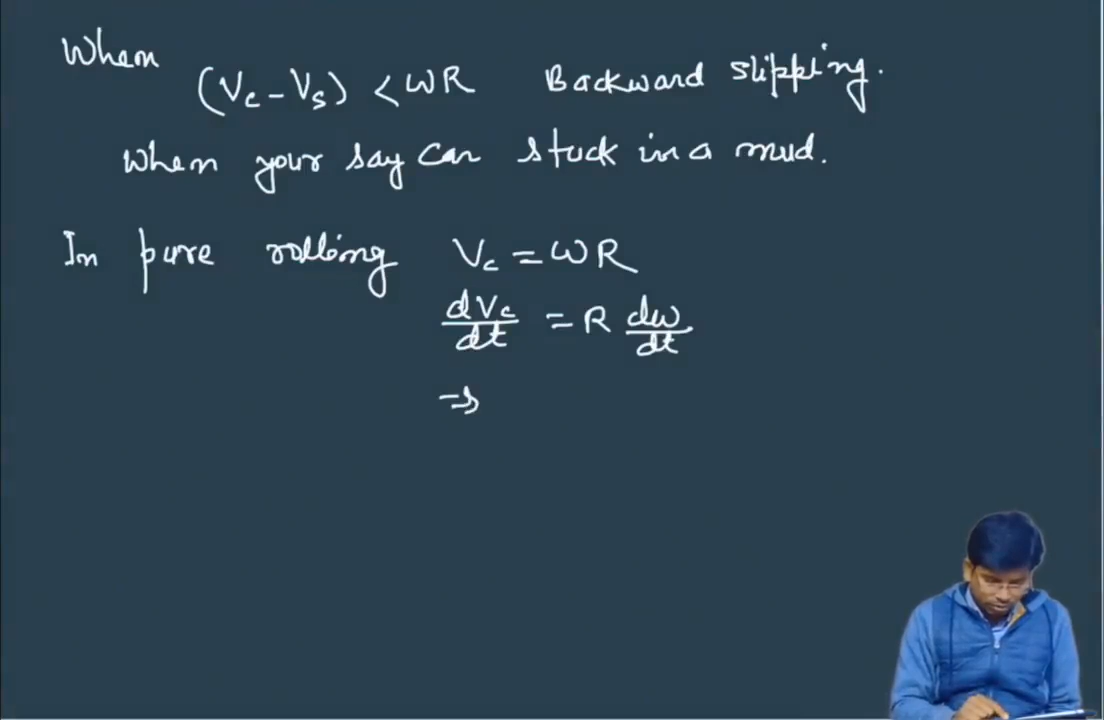 When
(Vc - Vs) < ωR Backward slipping.
When your say can stuck in a mud.
In pure rolling Vc = ωR
dVc/dt = R dω/dt
⇒